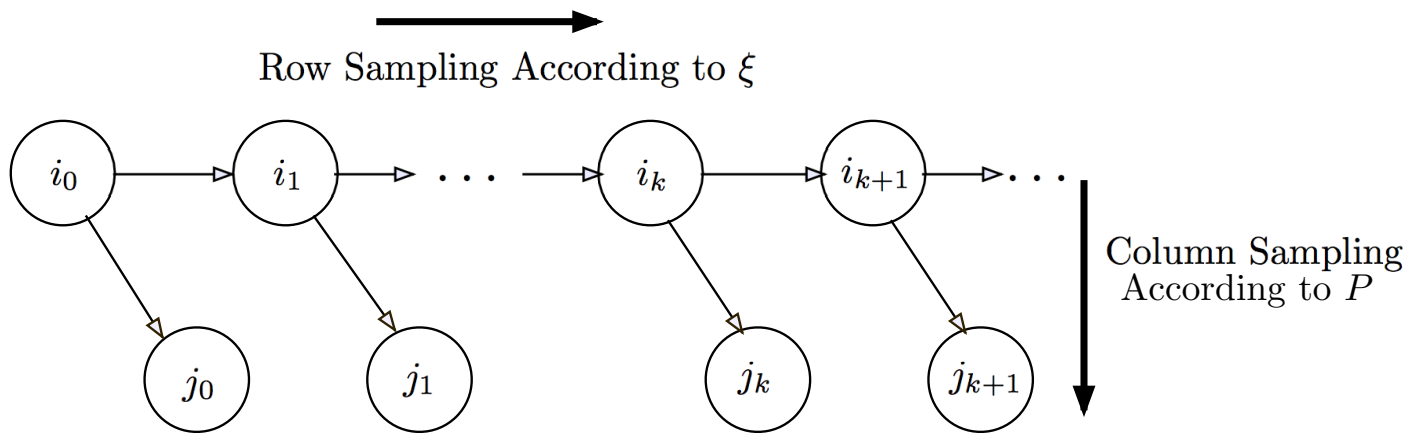 Row Sampling According to ξ
i₀ i₁ · · · iₖ iₖ₊₁ · · ·
Column Sampling
According to P
j₀ j₁ jₖ jₖ₊₁